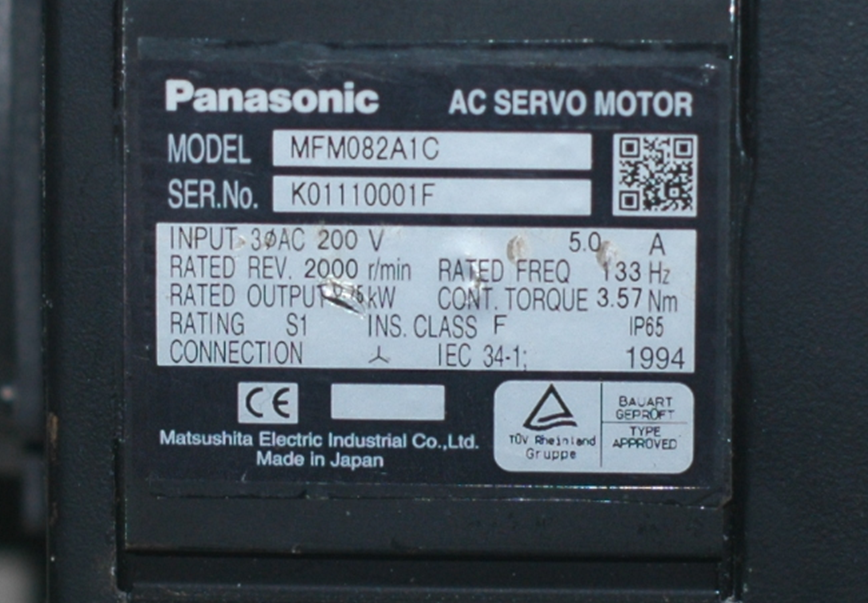 Panasonic AC SERVO MOTOR
MODEL MFM082A1C
SER.No. K01110001F
INPUT 3ØAC 200 V 5.0 A
RATED REV. 2000 r/min RATED FREQ 133 Hz
RATED OUTPUT kW CONT. TORQUE 3.57 Nm
RATING S1 INS. CLASS F IP65
CONNECTION IEC 34-1; 1994
CE
BAUART
GEPRÜFT
TÜV Rheinland
Gruppe
TYPE
APPROVED
Matsushita Electric Industrial Co.,Ltd.
Made in Japan